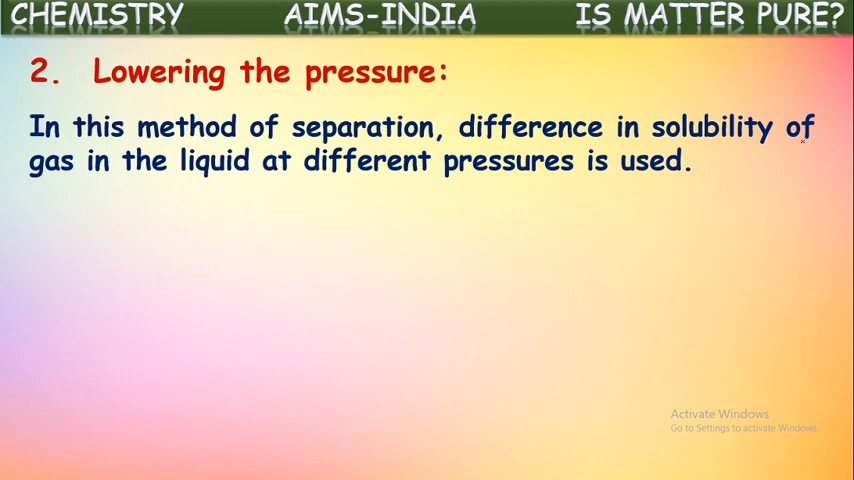 CHEMISTRY AIMS-INDIA IS MATTER PURE?
2. Lowering the pressure:
In this method of separation, difference in solubility of
gas in the liquid at different pressures is used.
Activate Windows
Go to Settings to activate Windows.